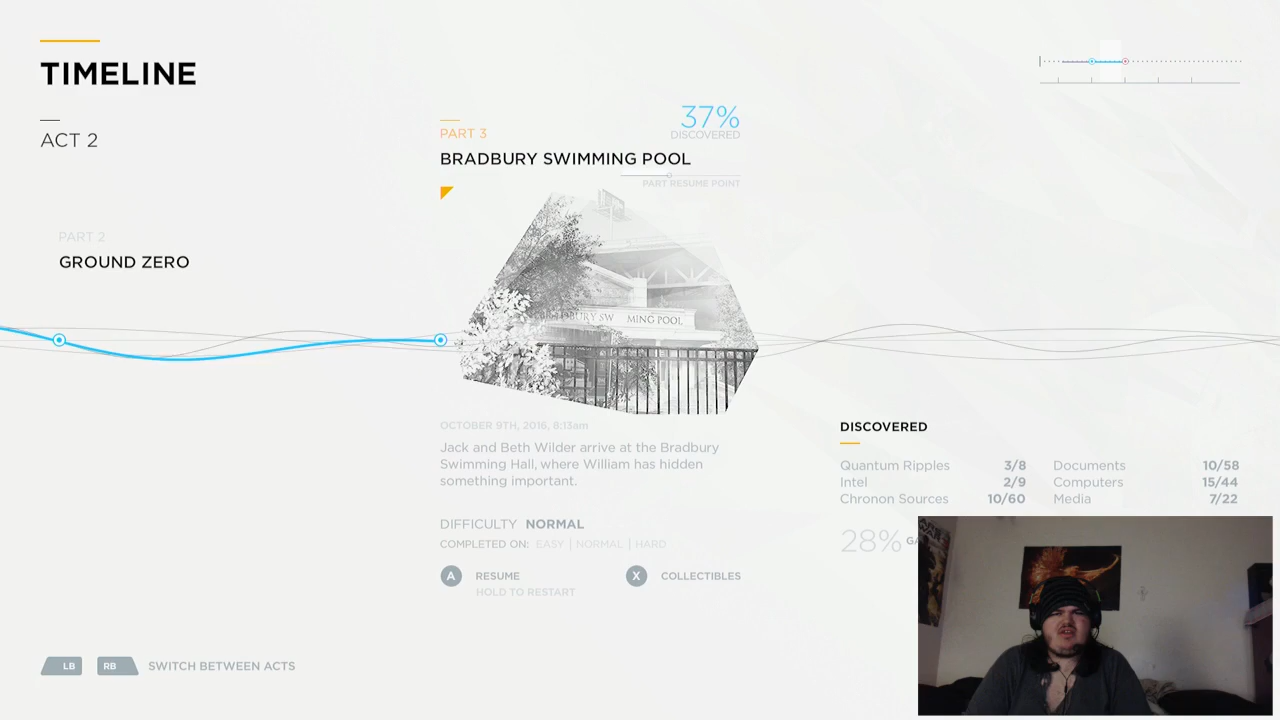 TIMELINE
ACT 2
PART 2
GROUND ZERO
PART 3
37%
DISCOVERED
BRADBURY SWIMMING POOL
PART RESUME POINT
BURY SW MING POOL
OCTOBER 9TH, 2016, 8:13am
Jack and Beth Wilder arrive at the Bradbury
Swimming Hall, where William has hidden
something important.
DIFFICULTY NORMAL
COMPLETED ON: EASY | NORMAL | HARD
A RESUME
HOLD TO RESTART
X COLLECTIBLES
DISCOVERED
Quantum Ripples 3/8
Intel 2/9
Chronon Sources 10/60
Documents 10/58
Computers 15/44
Media 7/22
28%
LB RB SWITCH BETWEEN ACTS